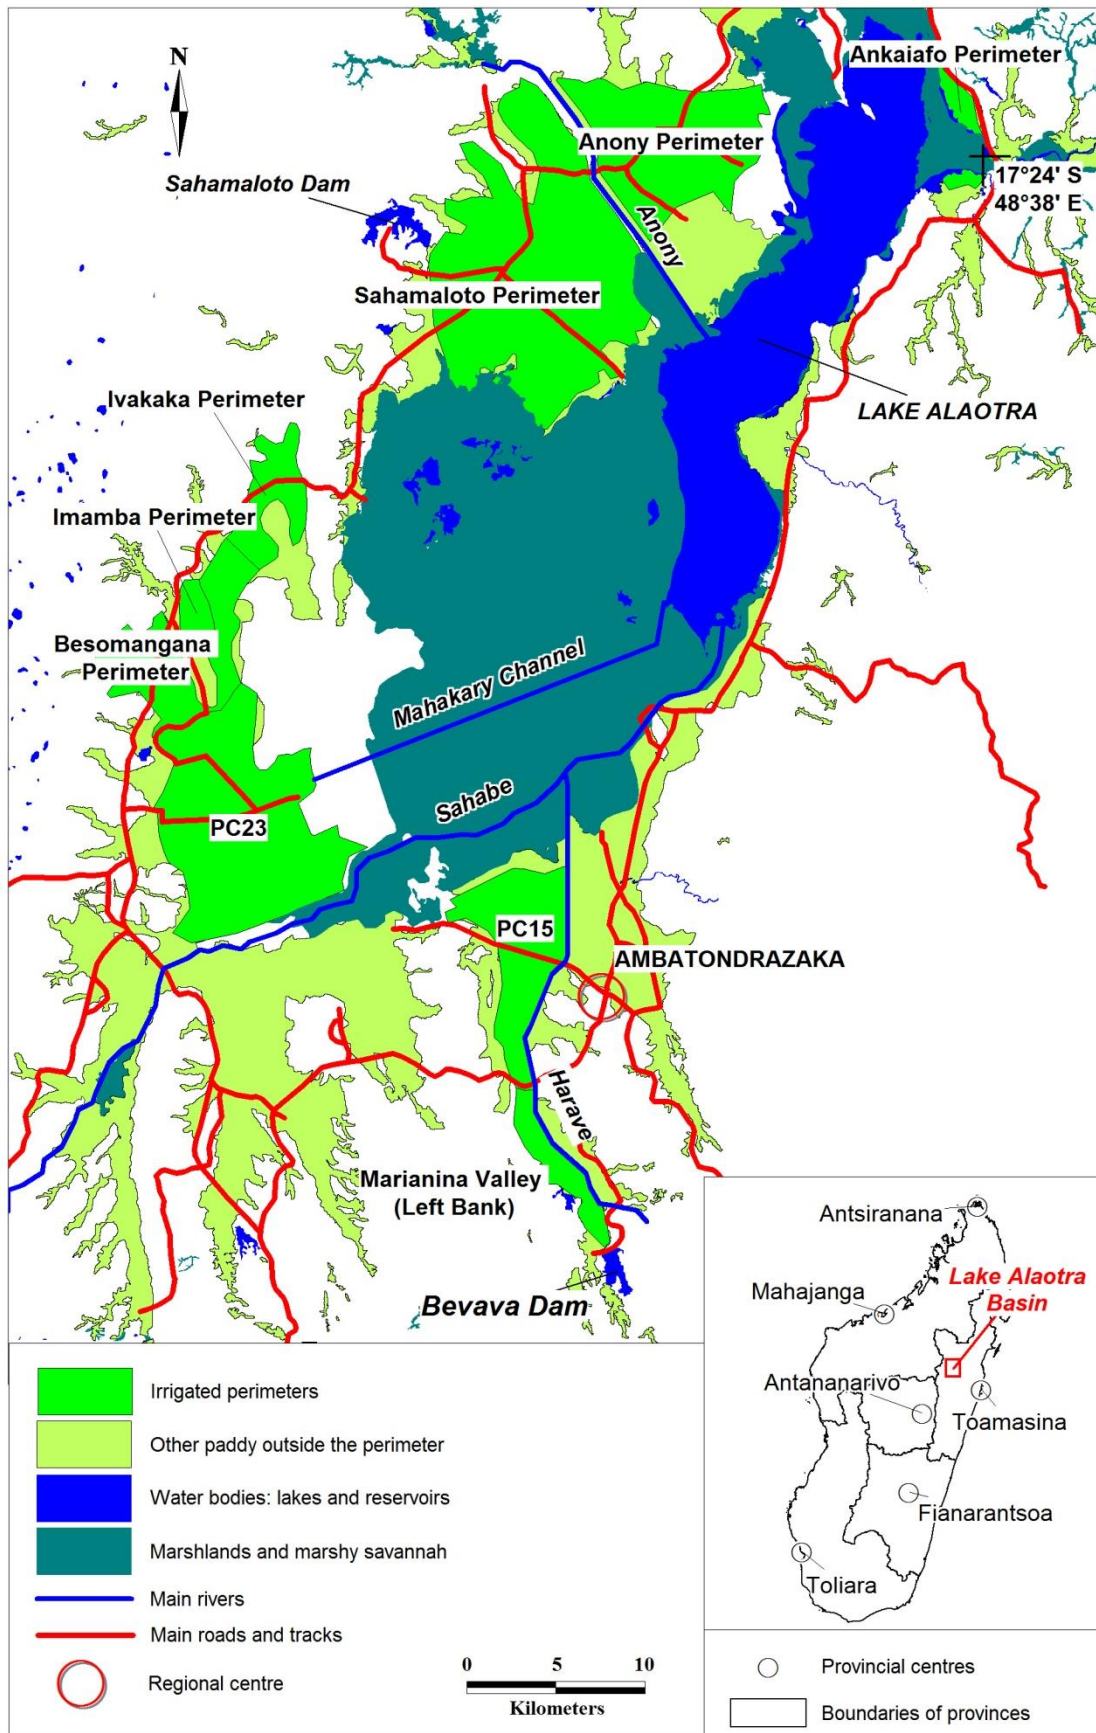 Ankaiafo Perimeter
N
Anony Perimeter
17°24' S
48°38' E
Sahamaloto Dam
Anony
Sahamaloto Perimeter
LAKE ALAOTRA
Ivakaka Perimeter
Imamba Perimeter
Besomangana
Perimeter
Mahakary Channel
Sahabe
PC23
PC15
AMBATONDRAZAKA
Harave
Marianina Valley
(Left Bank)
Bevava Dam
Irrigated perimeters
Other paddy outside the perimeter
Water bodies: lakes and reservoirs
Marshlands and marshy savannah
Main rivers
Main roads and tracks
Regional centre
0 5 10
Kilometers
Antsiranana
Mahajanga
Lake Alaotra
Basin
Antananarivo
Toamasina
Fianarantsoa
Toliara
Provincial centres
Boundaries of provinces